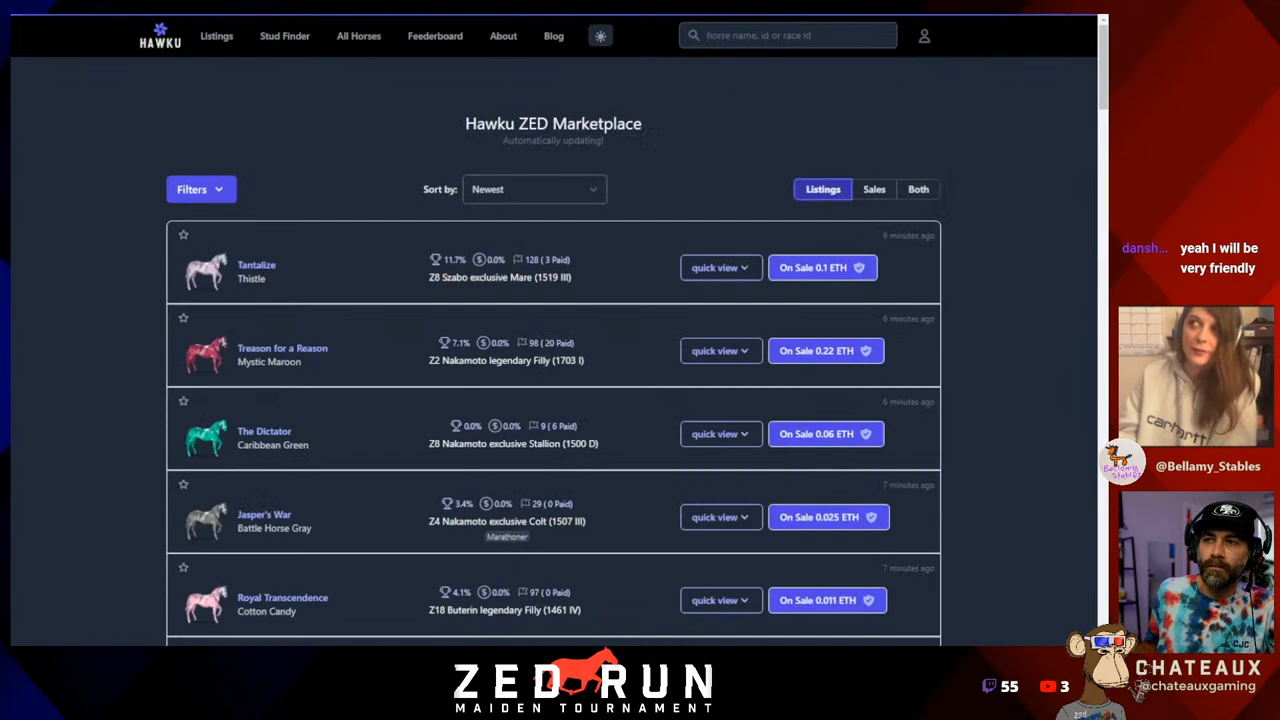 HAWKU
Listings
Stud Finder
All Horses
Feederboard
About
Blog
horse name, id or race id
Hawku ZED Marketplace
Automatically updating!
Filters
Sort by:
Newest
Listings
Sales
Both
6 minutes ago
Tantalize
Thistle
11.7% 0.0% 128 ( 3 Paid)
Z8 Szabo exclusive Mare (1519 III)
quick view
On Sale 0.1 ETH
6 minutes ago
Treason for a Reason
Mystic Maroon
7.1% 0.0% 98 ( 20 Paid)
Z2 Nakamoto legendary Filly (1703 I)
quick view
On Sale 0.22 ETH
6 minutes ago
The Dictator
Caribbean Green
0.0% 0.0% 9 ( 6 Paid)
Z8 Nakamoto exclusive Stallion (1500 D)
quick view
On Sale 0.06 ETH
7 minutes ago
Jasper's War
Battle Horse Gray
3.4% 0.0% 29 ( 0 Paid)
Z4 Nakamoto exclusive Colt (1507 III)
Marathoner
quick view
On Sale 0.025 ETH
7 minutes ago
Royal Transcendence
Cotton Candy
4.1% 0.0% 97 ( 0 Paid)
Z18 Buterin legendary Filly (1461 IV)
quick view
On Sale 0.011 ETH
dansh... yeah I will be
very friendly
carhartt
Bellamy
Stables
@Bellamy_Stables
CJC
ZED RUN
MAIDEN TOURNAMENT
55
3
CHATEAUX
@chateauxgaming
zed